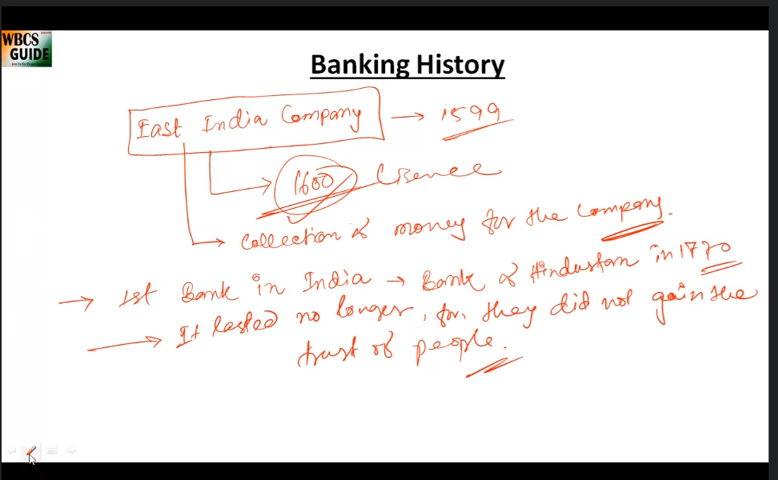 WBCS
GUIDE
Banking History
East India Company → 1599
1600 Lisence
Collection of money for the Company.
→ 1st Bank in India → Bank of Hindustan in 1770
→ It lasted no longer, for, they did not gain the
trust of people.